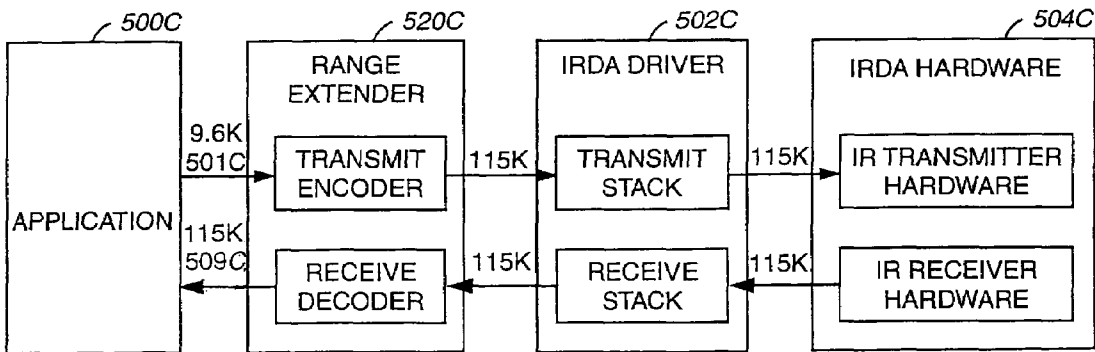 500C
520C
502C
504C
APPLICATION
9.6K
501C
115K
509C
RANGE
EXTENDER
TRANSMIT
ENCODER
RECEIVE
DECODER
115K
115K
IRDA DRIVER
TRANSMIT
STACK
RECEIVE
STACK
115K
115K
IRDA HARDWARE
IR TRANSMITTER
HARDWARE
IR RECEIVER
HARDWARE